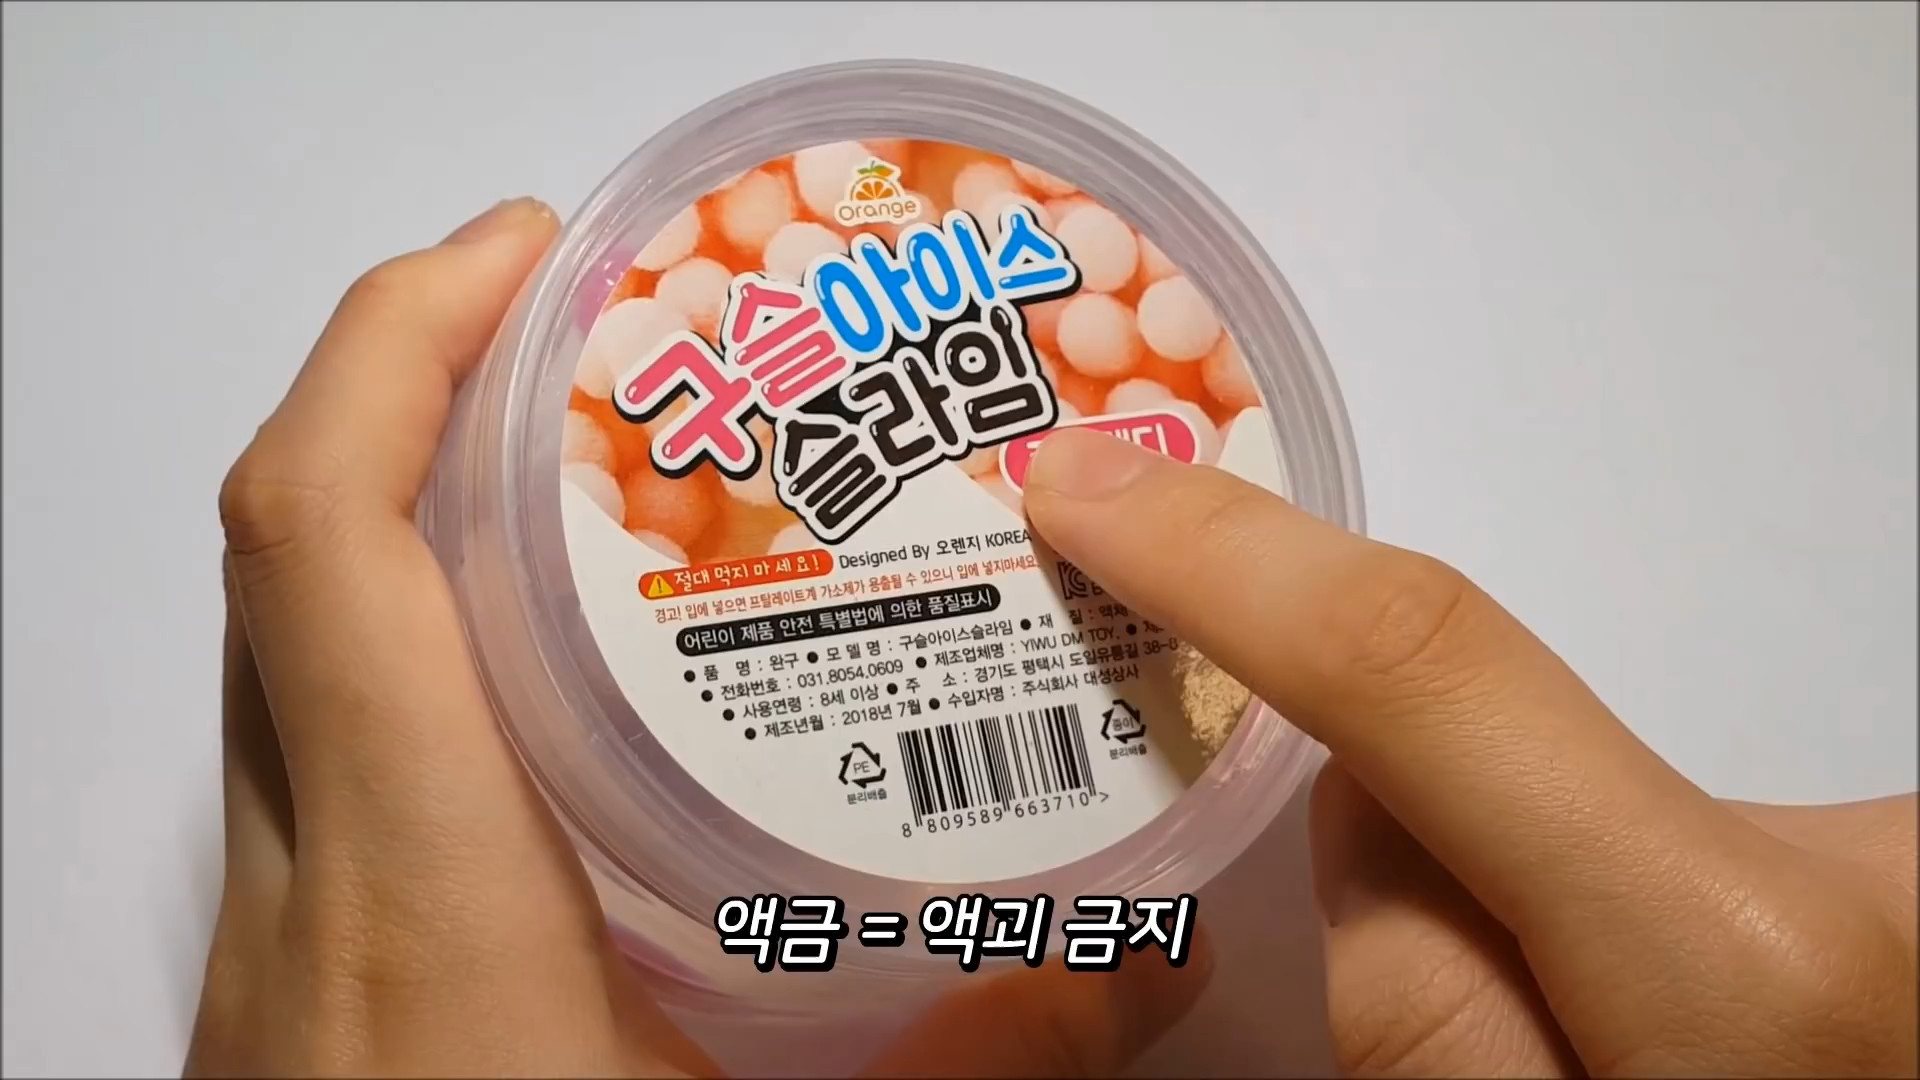 Orange
구슬아이스
슬라임
절대 먹지 마세요!
Designed By 오렌지 KOREA
경고! 입에 넣으면 프탈레이트계 가소제가 용출될 수 있으니 입에 넣지마세요.
어린이 제품 안전 특별법에 의한 품질표시
● 품 명 : 완구 ● 모 델 명 : 구슬아이스슬라임 ● 재 질 : 액체
● 전화번호 : 031.8054.0609 ● 제조업체명 : YIWU DM TOY. ●
● 사용연령 : 8세 이상 ● 주 소 : 경기도 평택시 도일유통길 38-8
● 제조년월 : 2018년 7월 ● 수입자명 : 주식회사 대성상사
PE
분리배출
종이
분리배출
8 809589 663710 >
액금 = 액괴 금지